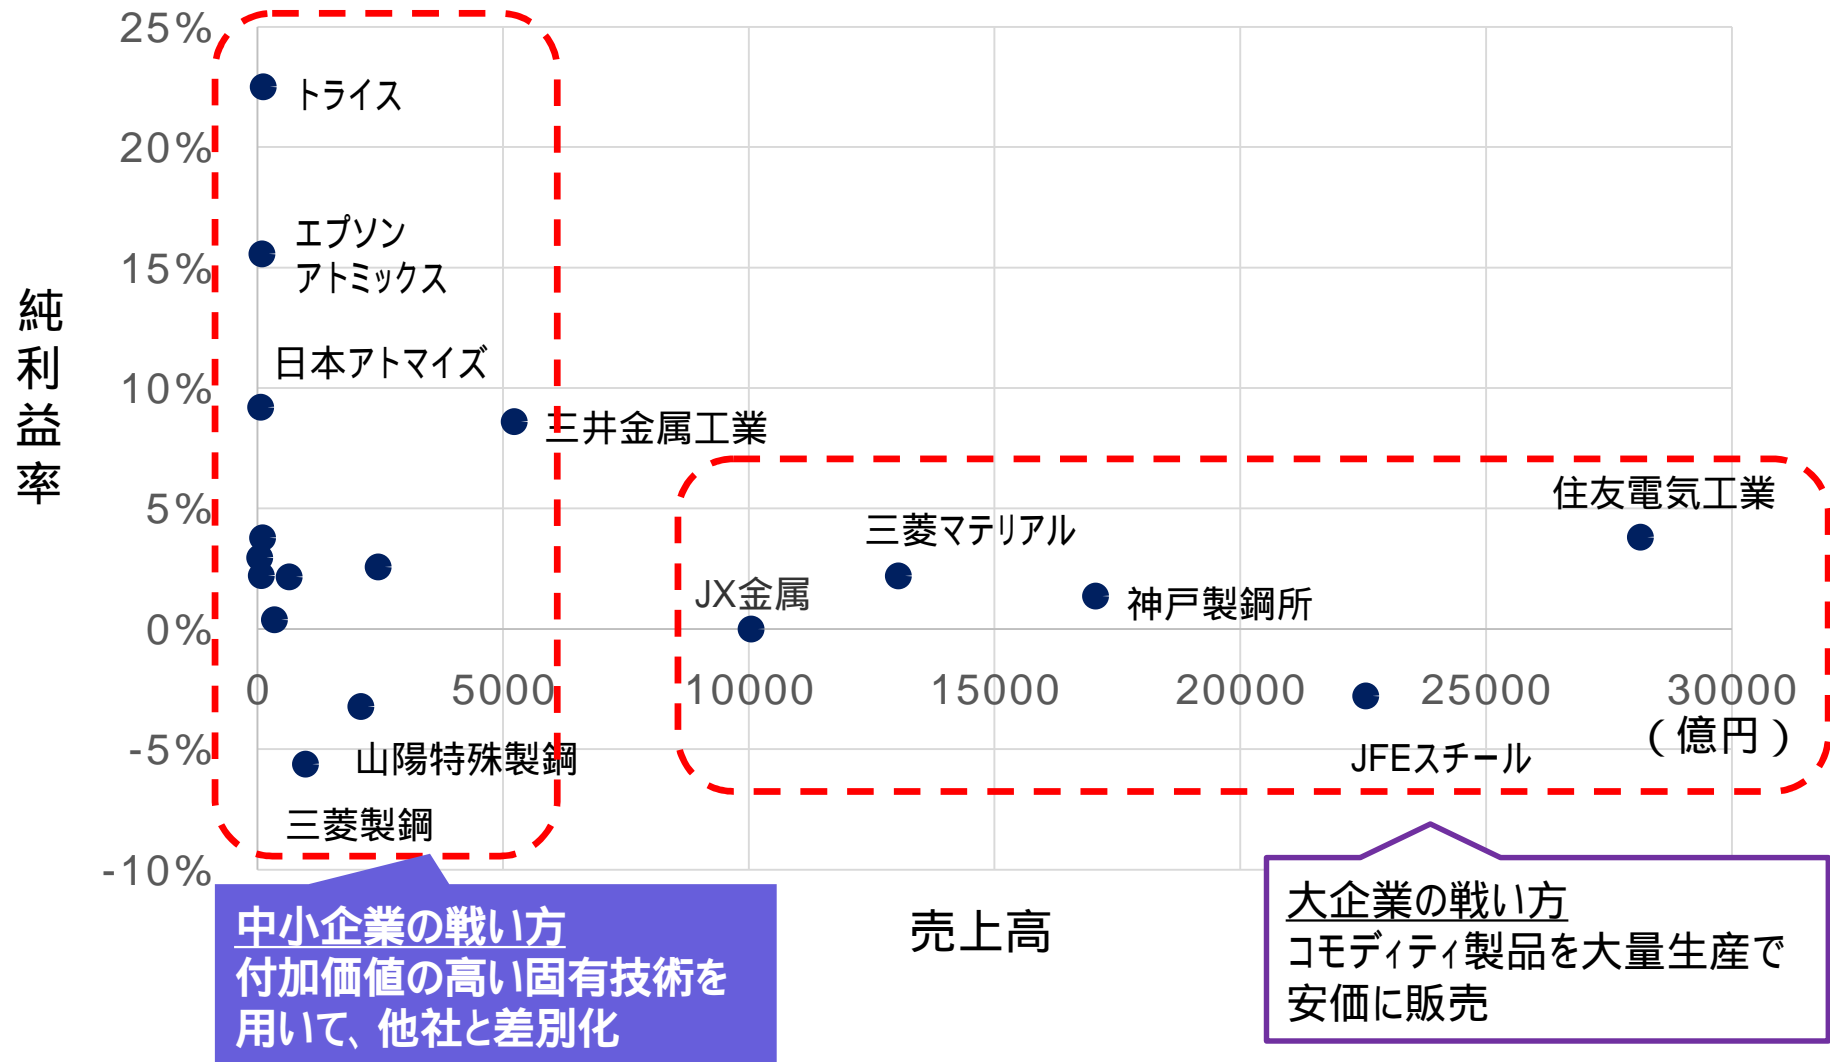 25%
トライス
20%
エプソン
アトミックス
15%
日本アトマイズ
10%
三井金属工業
純利益率
5%
住友電気工業
三菱マテリアル
JX金属
神戸製鋼所
0%
0 5000 10000 15000 20000 25000 30000
（億円）
-5%
山陽特殊製鋼
JFEスチール
三菱製鋼
-10%
売上高
中小企業の戦い方
付加価値の高い固有技術を
用いて、他社と差別化
大企業の戦い方
コモディティ製品を大量生産で
安価に販売